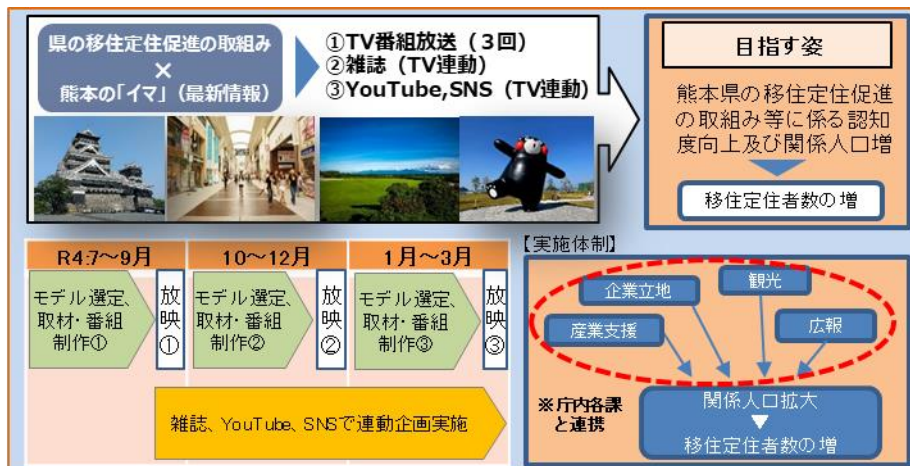 県の移住定住促進の取組み
×
熊本の「イマ」(最新情報)
①TV番組放送(３回)
②雑誌(TV連動)
③YouTube,SNS(TV連動)
目指す姿
熊本県の移住定住促進
の取組み等に係る認知
度向上及び関係人口増
移住定住者数の増
R4:7～9月
10～12月
1月～3月
モデル選定、
取材・番組
制作①
放映①
モデル選定、
取材・番組
制作②
放映②
モデル選定、
取材・番組
制作③
放映③
雑誌、YouTube、SNSで連動企画実施
【実施体制】
企業立地
観光
産業支援
広報
※庁内各課
と連携
関係人口拡大
▼
移住定住者数の増